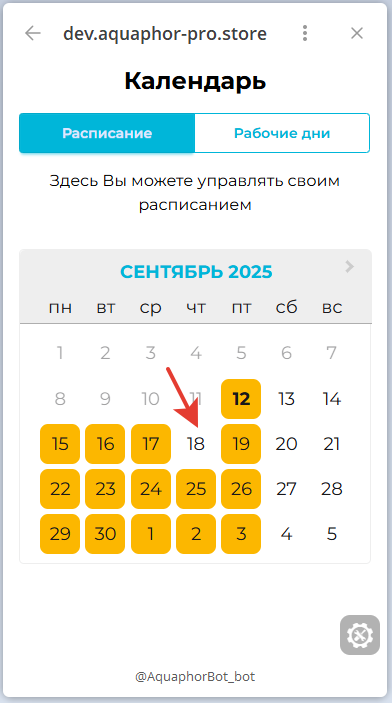 dev.aquaphor-pro.store
Календарь
Расписание Рабочие дни
Здесь Вы можете управлять своим
расписанием
СЕНТЯБРЬ 2025
пн вт ср чт пт сб вс
1 2 3 4 5 6 7
8 9 10 11 12 13 14
15 16 17 18 19 20 21
22 23 24 25 26 27 28
29 30 1 2 3 4 5
@AquaphorBot_bot